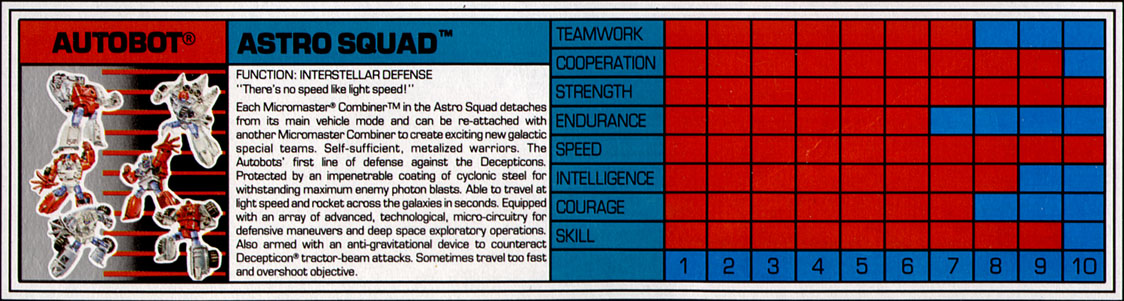 AUTOBOT®
ASTRO SQUAD™
FUNCTION: INTERSTELLAR DEFENSE
"There's no speed like light speed!"
Each Micromaster® Combiner™ in the Astro Squad detaches
from its main vehicle mode and can be re-attached with
another Micromaster Combiner to create exciting new galactic
special teams. Self-sufficient, metalized warriors. The
Autobots' first line of defense against the Decepticons.
Protected by an impenetrable coating of cyclonic steel for
withstanding maximum enemy photon blasts. Able to travel at
light speed and rocket across the galaxies in seconds. Equipped
with an array of advanced, technological, micro-circuitry for
defensive maneuvers and deep space exploratory operations.
Also armed with an anti-gravitational device to counteract
Decepticon® tractor-beam attacks. Sometimes travel too fast
and overshoot objective.
TEAMWORK
COOPERATION
STRENGTH
ENDURANCE
SPEED
INTELLIGENCE
COURAGE
SKILL
1 2 3 4 5 6 7 8 9 10